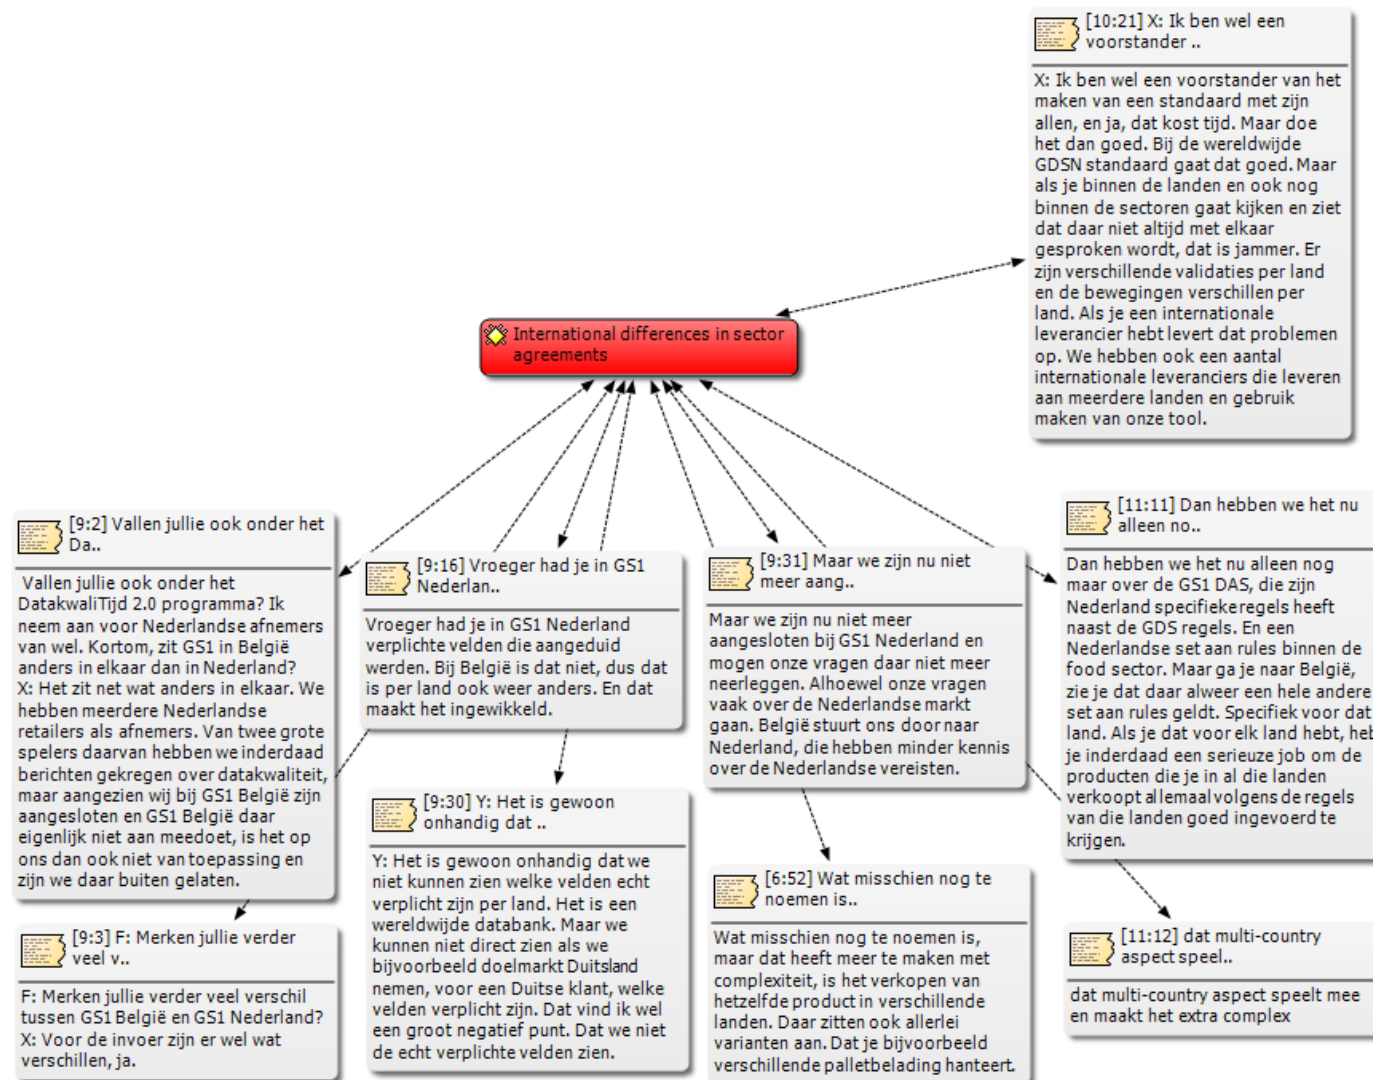 [10:21] X: Ik ben wel een
voorstander ..
X: Ik ben wel een voorstander van het
maken van een standaard met zijn
allen, en ja, dat kost tijd. Maar doe
het dan goed. Bij de wereldwijde
GDSN standaard gaat dat goed. Maar
als je binnen de landen en ook nog
binnen de sectoren gaat kijken en ziet
dat daar niet altijd met elkaar
gesproken wordt, dat is jammer. Er
zijn verschillende validaties per land
en de bewegingen verschillen per
land. Als je een internationale
leverancier hebt levert dat problemen
op. We hebben ook een aantal
internationale leveranciers die leveren
aan meerdere landen en gebruik
maken van onze tool.
International differences in sector
agreements
[9:2] Vallen jullie ook onder het
Da..
Vallen jullie ook onder het
DatakwaliTijd 2.0 programma? Ik
neem aan voor Nederlandse afnemers
van wel. Kortom, zit GS1 in België
anders in elkaar dan in Nederland?
X: Het zit net wat anders in elkaar. We
hebben meerdere Nederlandse
retailers als afnemers. Van twee grote
spelers daarvan hebben we inderdaad
berichten gekregen over datakwaliteit,
maar aangezien wij bij GS1 België zijn
aangesloten en GS1 België daar
eigenlijk niet aan meedoet, is het op
ons dan ook niet van toepassing en
zijn we daar buiten gelaten.
[9:16] Vroeger had je in GS1
Nederlan..
Vroeger had je in GS1 Nederland
verplichte velden die aangeduid
werden. Bij België is dat niet, dus dat
is per land ook weer anders. En dat
maakt het ingewikkeld.
[9:31] Maar we zijn nu niet
meer aang..
Maar we zijn nu niet meer
aangesloten bij GS1 Nederland en
mogen onze vragen daar niet meer
neerleggen. Alhoewel onze vragen
vaak over de Nederlandse markt
gaan. België stuurt ons door naar
Nederland, die hebben minder kennis
over de Nederlandse vereisten.
[11:11] Dan hebben we het nu
alleen no..
Dan hebben we het nu alleen nog
maar over de GS1 DAS, die zijn
Nederland specifieke regels heeft
naast de GDS regels. En een
Nederlandse set aan rules binnen de
food sector. Maar ga je naar België,
zie je dat daar alweer een hele andere
set aan rules geldt. Specifiek voor dat
land. Als je dat voor elk land hebt, heb
je inderdaad een serieuze job om de
producten die je in al die landen
verkoopt allemaal volgens de regels
van die landen goed ingevoerd te
krijgen.
[9:3] F: Merken jullie verder
veel v..
F: Merken jullie verder veel verschil
tussen GS1 België en GS1 Nederland?
X: Voor de invoer zijn er wel wat
verschillen, ja.
[9:30] Y: Het is gewoon
onhandig dat ..
Y: Het is gewoon onhandig dat we
niet kunnen zien welke velden echt
verplicht zijn per land. Het is een
wereldwijde databank. Maar we
kunnen niet direct zien als we
bijvoorbeeld doelmarkt Duitsland
nemen, voor een Duitse klant, welke
velden verplicht zijn. Dat vind ik wel
een groot negatief punt. Dat we niet
de echt verplichte velden zien.
[6:52] Wat misschien nog te
noemen is..
Wat misschien nog te noemen is,
maar dat heeft meer te maken met
complexiteit, is het verkopen van
hetzelfde product in verschillende
landen. Daar zitten ook allerlei
varianten aan. Dat je bijvoorbeeld
verschillende palletbelading hanteert.
[11:12] dat multi-country
aspect speel..
dat multi-country aspect speelt mee
en maakt het extra complex